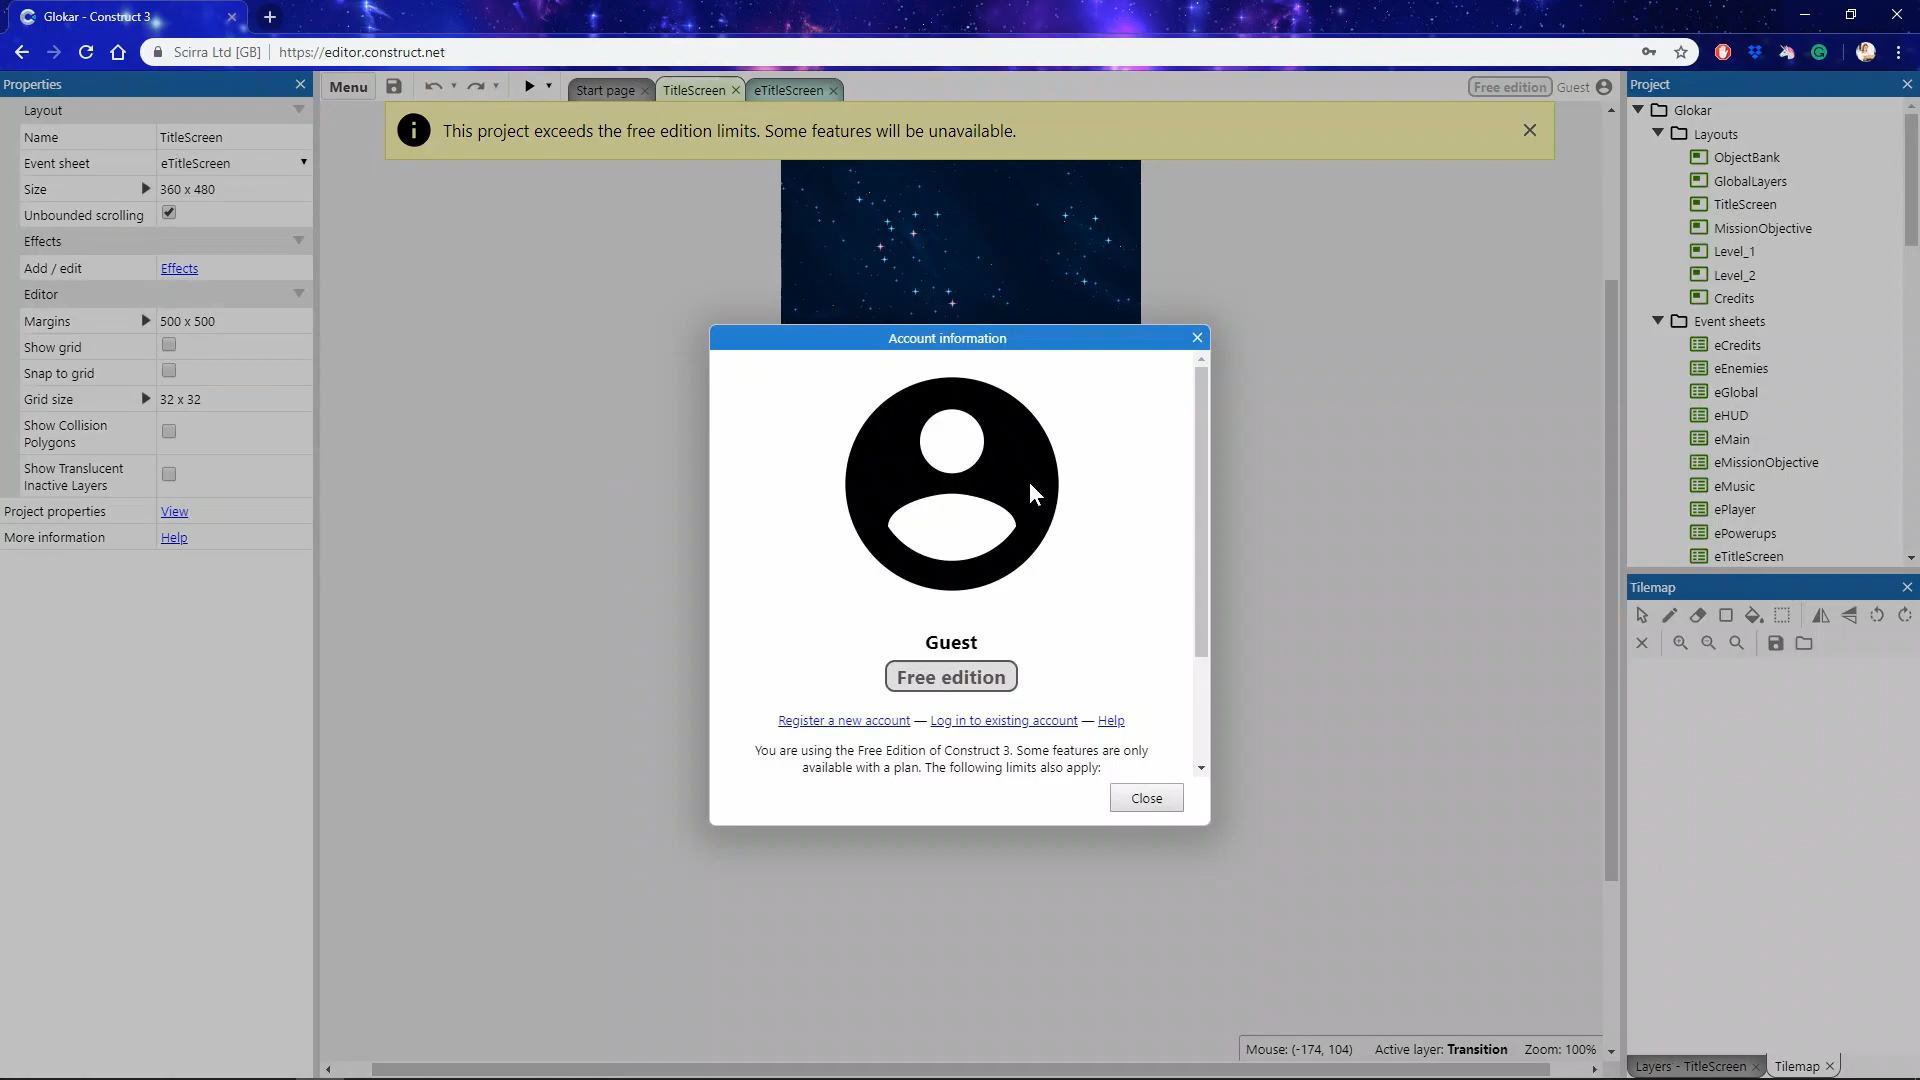 Glokar - Construct 3
Scirra Ltd [GB] | https://editor.construct.net
Properties
Layout
Name TitleScreen
Event sheet eTitleScreen
Size 360 x 480
Unbounded scrolling
Effects
Add / edit Effects
Editor
Margins 500 x 500
Show grid
Snap to grid
Grid size 32 x 32
Show Collision
Polygons
Show Translucent
Inactive Layers
Project properties View
More information Help
Menu
Start page
TitleScreen
eTitleScreen
Free edition Guest
This project exceeds the free edition limits. Some features will be unavailable.
Account information
Guest
Free edition
Register a new account — Log in to existing account — Help
You are using the Free Edition of Construct 3. Some features are only
available with a plan. The following limits also apply:
Close
Mouse: (-174, 104) Active layer: Transition Zoom: 100%
Project
Glokar
Layouts
ObjectBank
GlobalLayers
TitleScreen
MissionObjective
Level_1
Level_2
Credits
Event sheets
eCredits
eEnemies
eGlobal
eHUD
eMain
eMissionObjective
eMusic
ePlayer
ePowerups
eTitleScreen
Tilemap
Layers - TitleScreen
Tilemap